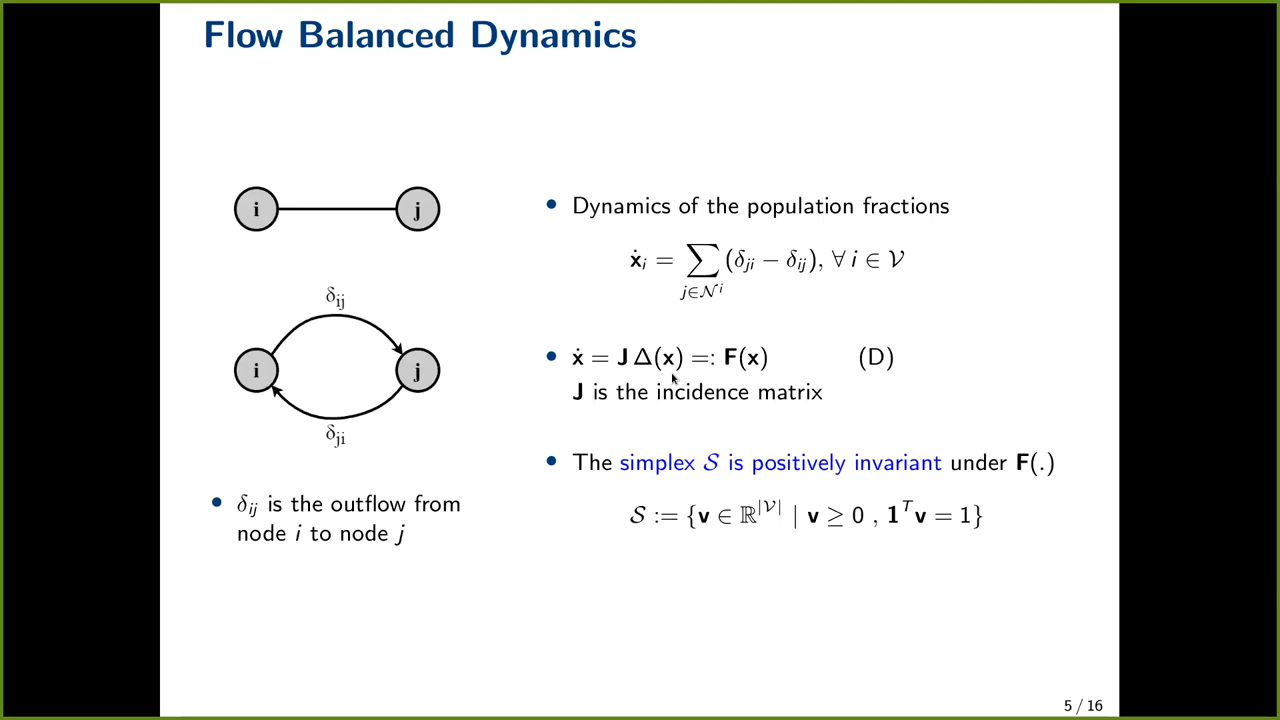 Flow Balanced Dynamics
i j
δij
i j
δji
• δij is the outflow from
node i to node j
• Dynamics of the population fractions
ẋi = ∑j∈𝒩i (δji − δij), ∀ i ∈ 𝒱
• ẋ = J Δ(x) =: F(x) (D)
J is the incidence matrix
• The simplex 𝒮 is positively invariant under F(.)
𝒮 := {v ∈ ℝ|𝒱| | v ≥ 0 , 1ᵀv = 1}
5 / 16